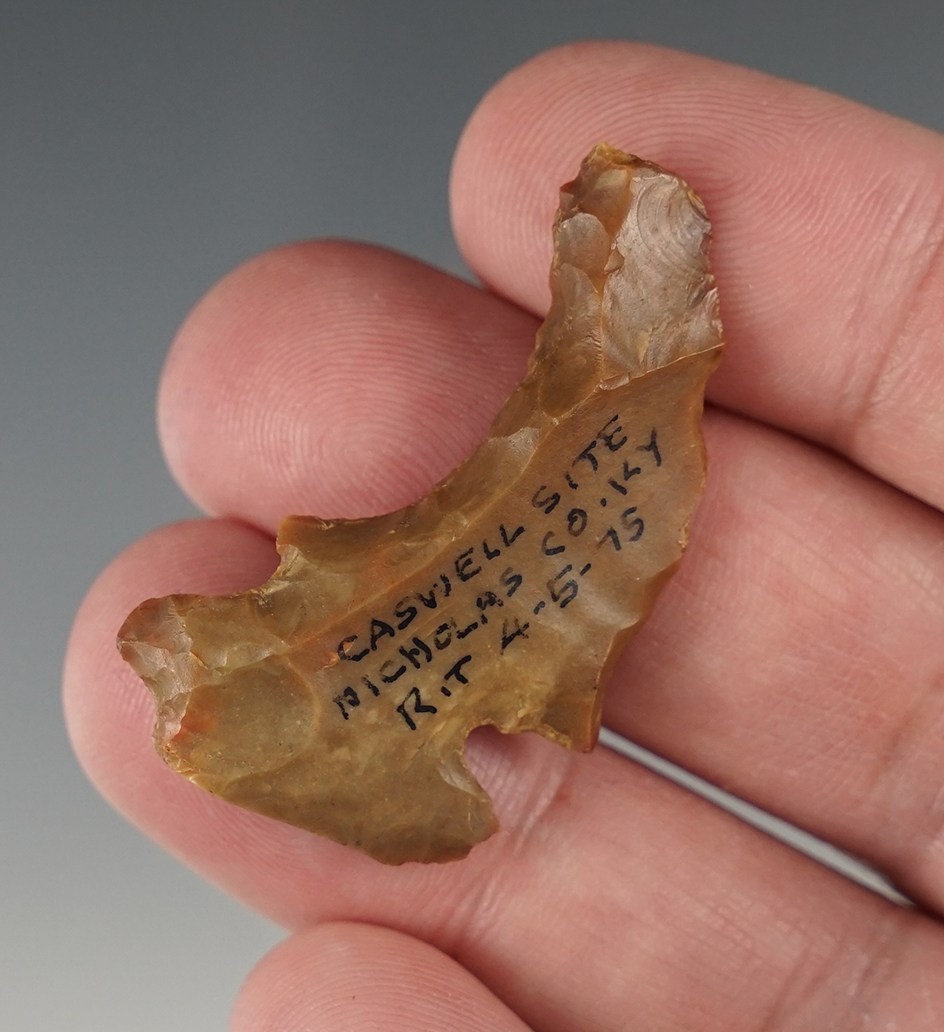 CASWELL SITE
NICHOLAS CO. KY
R.T 4-5-75